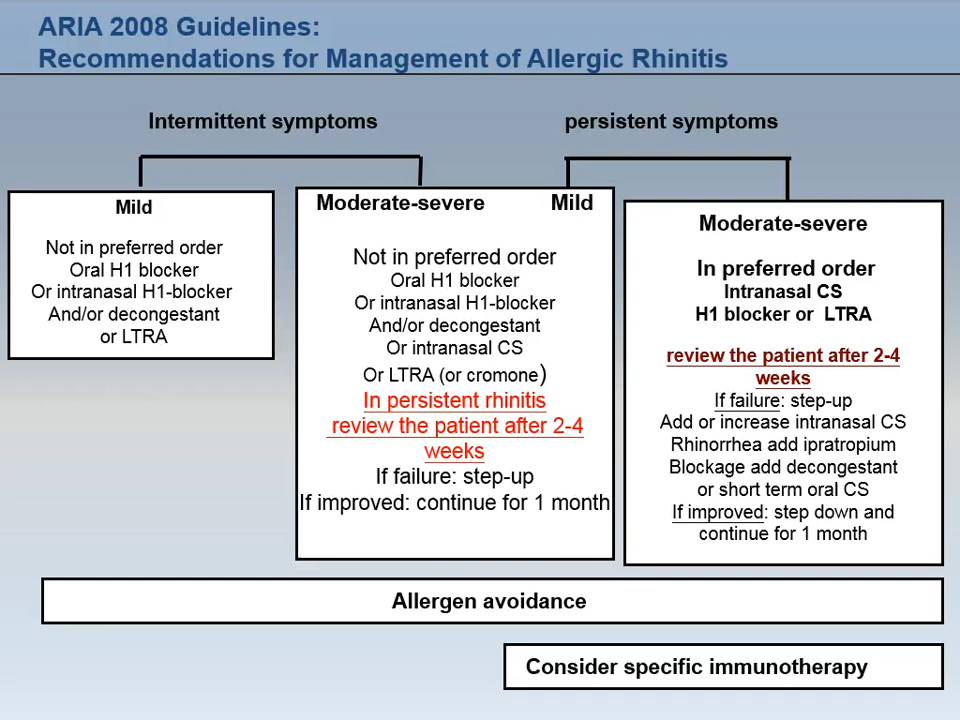 ARIA 2008 Guidelines:
Recommendations for Management of Allergic Rhinitis
Intermittent symptoms
persistent symptoms
Mild
Not in preferred order
Oral H1 blocker
Or intranasal H1-blocker
And/or decongestant
or LTRA
Moderate-severe Mild
Not in preferred order
Oral H1 blocker
Or intranasal H1-blocker
And/or decongestant
Or intranasal CS
Or LTRA (or cromone)
In persistent rhinitis
review the patient after 2-4
weeks
If failure: step-up
If improved: continue for 1 month
Moderate-severe
In preferred order
Intranasal CS
H1 blocker or LTRA
review the patient after 2-4
weeks
If failure: step-up
Add or increase intranasal CS
Rhinorrhea add ipratropium
Blockage add decongestant
or short term oral CS
If improved: step down and
continue for 1 month
Allergen avoidance
Consider specific immunotherapy